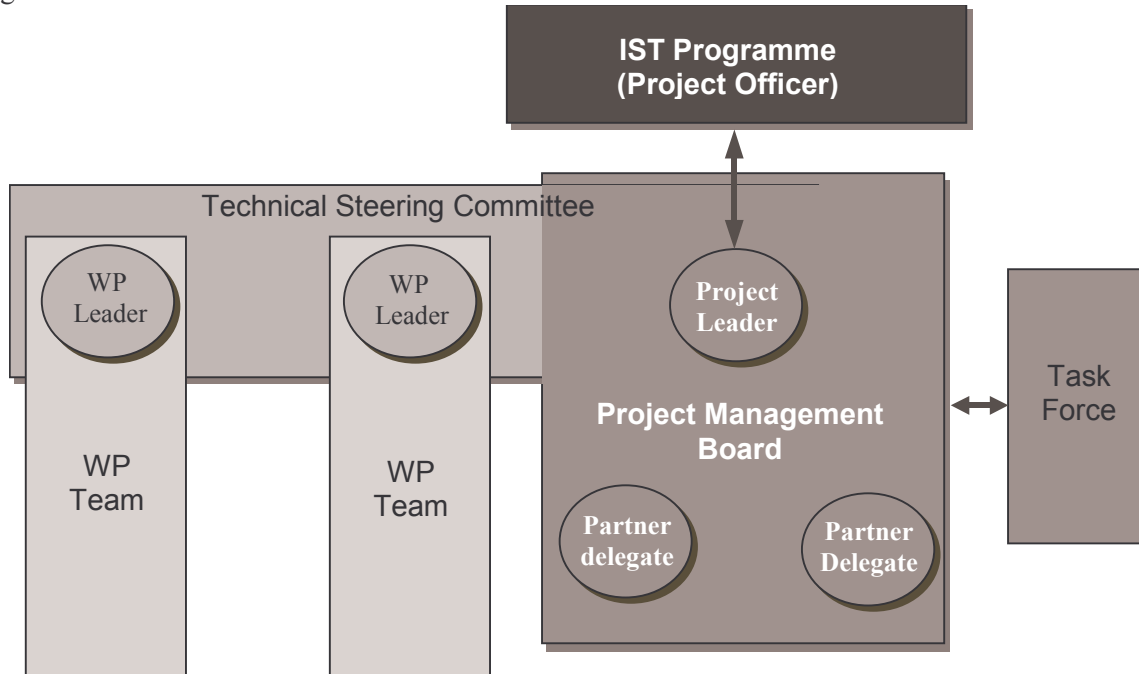 g
IST Programme
(Project Officer)
Technical Steering Committee
WP
Leader
WP
Leader
Project
Leader
Task
Force
Project Management
Board
WP
Team
WP
Team
Partner
delegate
Partner
Delegate